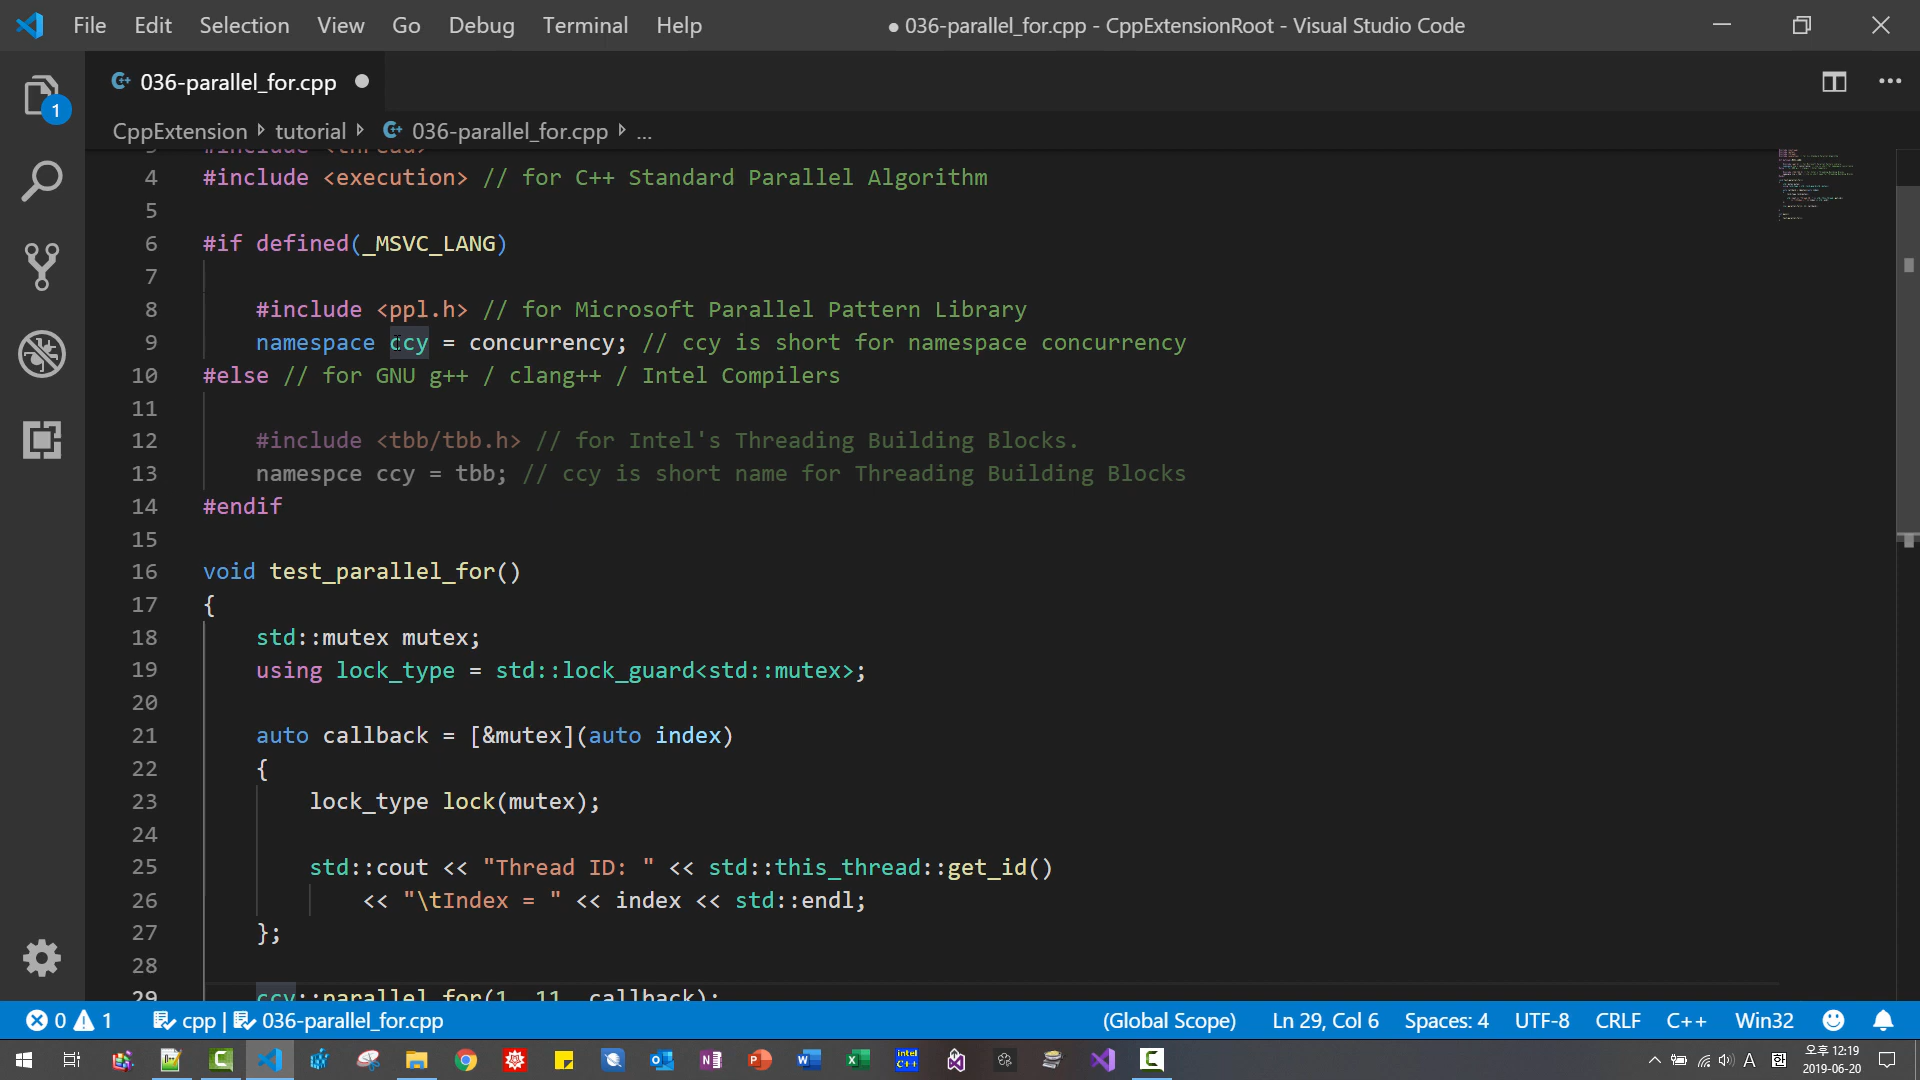 File Edit Selection View Go Debug Terminal Help
● 036-parallel_for.cpp - CppExtensionRoot - Visual Studio Code
036-parallel_for.cpp
1
CppExtension tutorial 036-parallel_for.cpp ...
#include <thread>
4 #include <execution> // for C++ Standard Parallel Algorithm
5
6 #if defined(_MSVC_LANG)
7
8 #include <ppl.h> // for Microsoft Parallel Pattern Library
9 namespace ccy = concurrency; // ccy is short for namespace concurrency
10 #else // for GNU g++ / clang++ / Intel Compilers
11
12 #include <tbb/tbb.h> // for Intel's Threading Building Blocks.
13 namespce ccy = tbb; // ccy is short name for Threading Building Blocks
14 #endif
15
16 void test_parallel_for()
17 {
18 std::mutex mutex;
19 using lock_type = std::lock_guard<std::mutex>;
20
21 auto callback = [&mutex](auto index)
22 {
23 lock_type lock(mutex);
24
25 std::cout << "Thread ID: " << std::this_thread::get_id()
26 << "\tIndex = " << index << std::endl;
27 };
28
29 ccy::parallel_for(1, 11, callback);
0 1 cpp | 036-parallel_for.cpp (Global Scope) Ln 29, Col 6 Spaces: 4 UTF-8 CRLF C++ Win32
intel C++
A
오후 12:19
2019-06-20